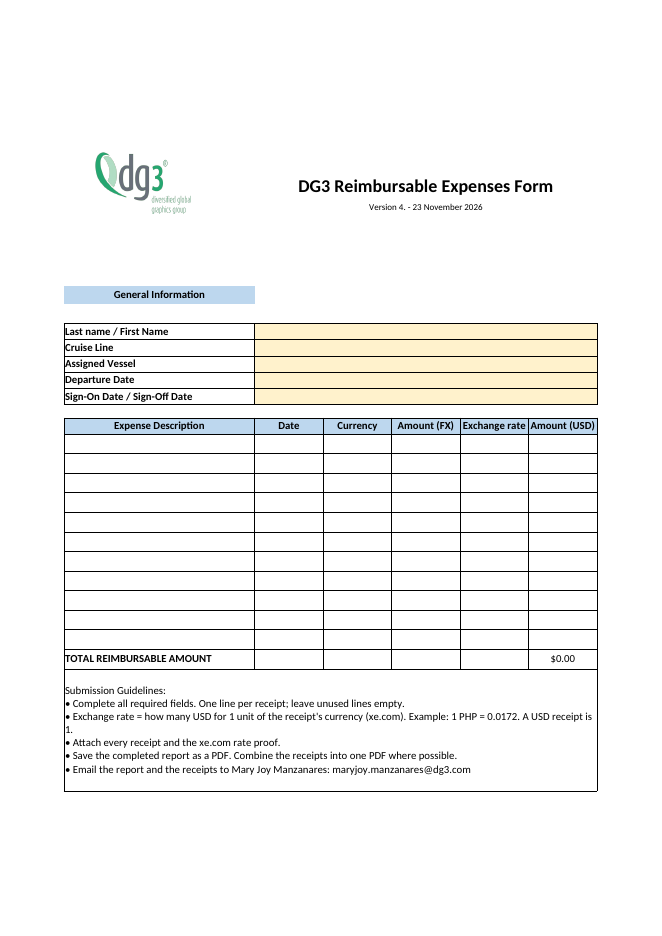 dg3®
diversified global
graphics group
DG3 Reimbursable Expenses Form
Version 4. - 23 November 2026
General Information
Last name / First Name
Cruise Line
Assigned Vessel
Departure Date
Sign-On Date / Sign-Off Date
Expense Description Date Currency Amount (FX) Exchange rate Amount (USD)
TOTAL REIMBURSABLE AMOUNT $0.00
Submission Guidelines:
• Complete all required fields. One line per receipt; leave unused lines empty.
• Exchange rate = how many USD for 1 unit of the receipt's currency (xe.com). Example: 1 PHP = 0.0172. A USD receipt is
1.
• Attach every receipt and the xe.com rate proof.
• Save the completed report as a PDF. Combine the receipts into one PDF where possible.
• Email the report and the receipts to Mary Joy Manzanares: maryjoy.manzanares@dg3.com